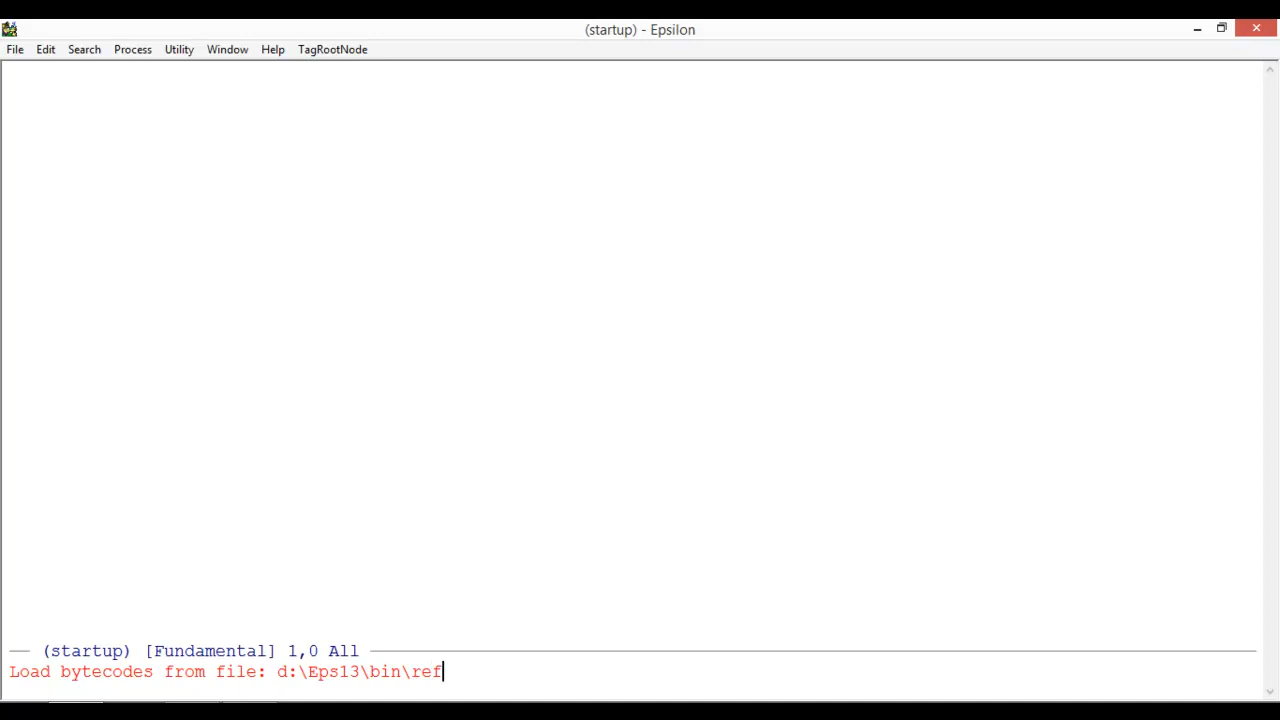 (startup) - Epsilon
File Edit Search Process Utility Window Help TagRootNode
(startup) [Fundamental] 1,0 All
Load bytecodes from file: d:\Eps13\bin\ref